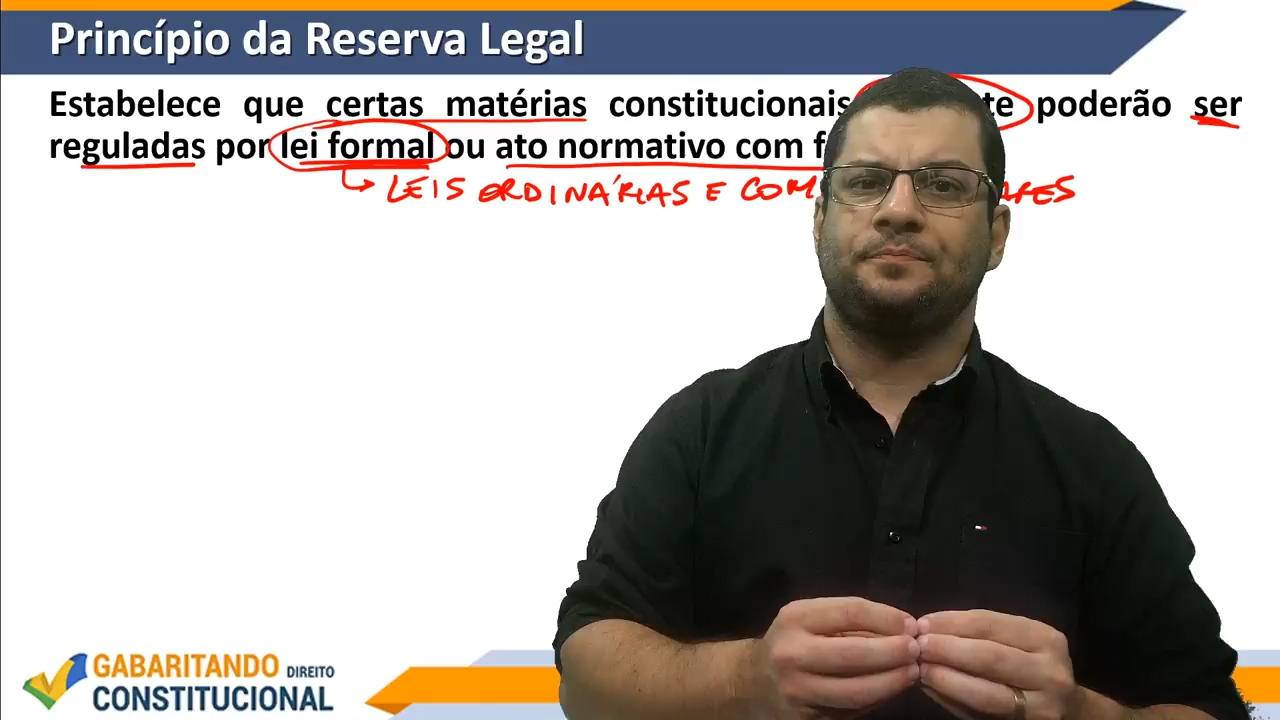 Princípio da Reserva Legal
Estabelece que certas matérias constitucionais poderão ser
reguladas por lei formal ou ato normativo com
LEIS ORDINÁRIAS E
GABARITANDO DIREITO
CONSTITUCIONAL